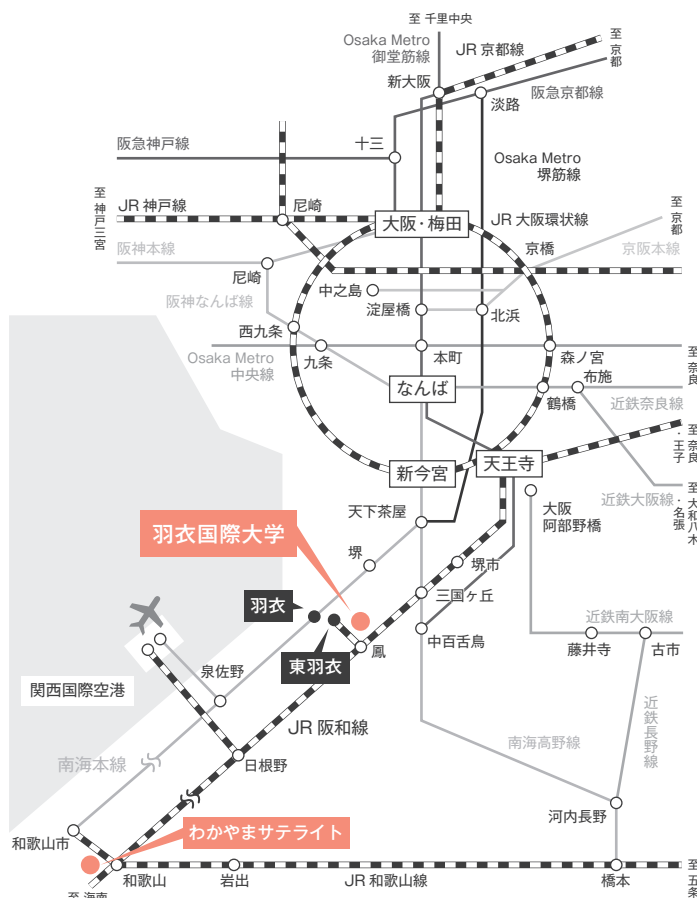 至 千里中央
Osaka Metro
御堂筋線
JR 京都線
至 京都
新大阪
淡路
阪急京都線
阪急神戸線
十三
Osaka Metro
堺筋線
至 神戸三宮
JR 神戸線
尼崎
大阪・梅田
JR 大阪環状線
至 京都
京橋
京阪本線
阪神本線
尼崎
中之島
阪神なんば線
淀屋橋
北浜
西九条
Osaka Metro
中央線
九条
本町
森ノ宮
至 奈良
布施
なんば
鶴橋
近鉄奈良線
至 奈良
・王子
新今宮
天王寺
近鉄大阪線
至 大和八木
・名張
大阪
阿部野橋
天下茶屋
羽衣国際大学
堺
堺市
羽衣
三国ヶ丘
近鉄南大阪線
東羽衣
鳳
中百舌鳥
藤井寺
古市
泉佐野
関西国際空港
JR 阪和線
近鉄長野線
南海本線
日根野
南海高野線
河内長野
和歌山市
わかやまサテライト
和歌山
岩出
JR 和歌山線
橋本
至 五条
至 海南